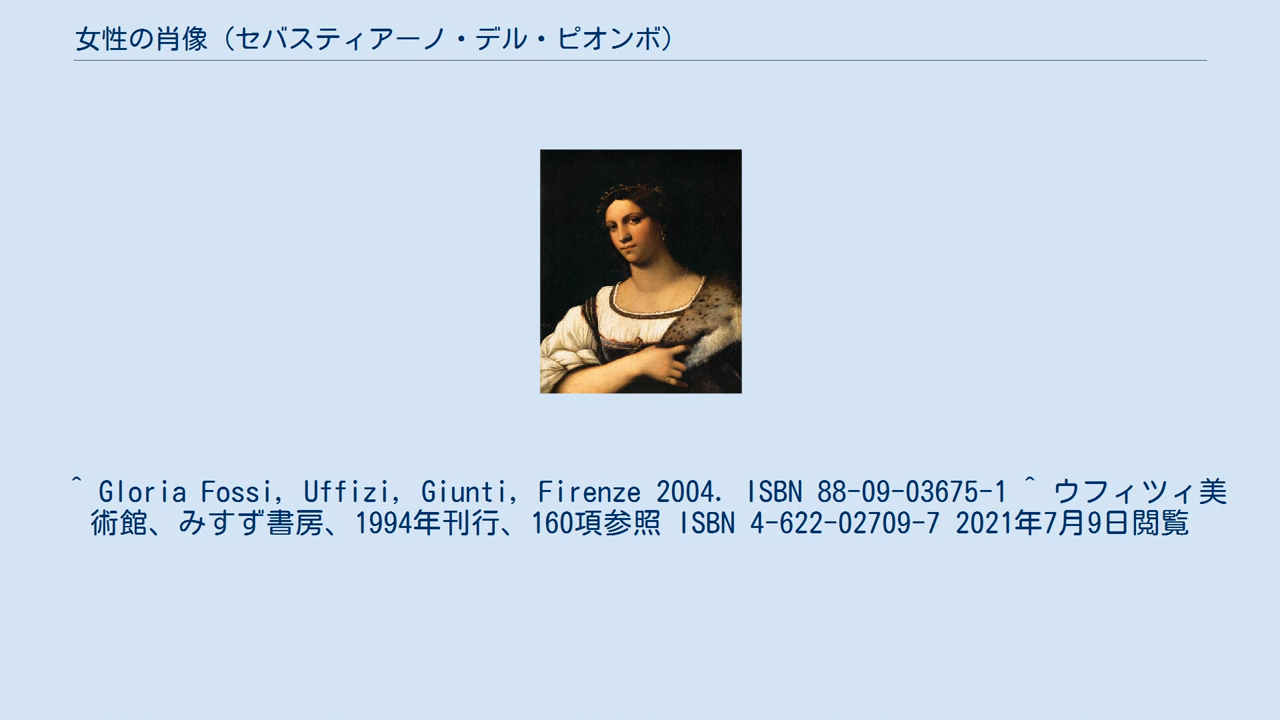 女性の肖像（セバスティアーノ・デル・ピオンボ）
^ Gloria Fossi, Uffizi, Giunti, Firenze 2004. ISBN 88-09-03675-1 ^ ウフィツィ美
術館、みすず書房、1994年刊行、160項参照 ISBN 4-622-02709-7 2021年7月9日閲覧